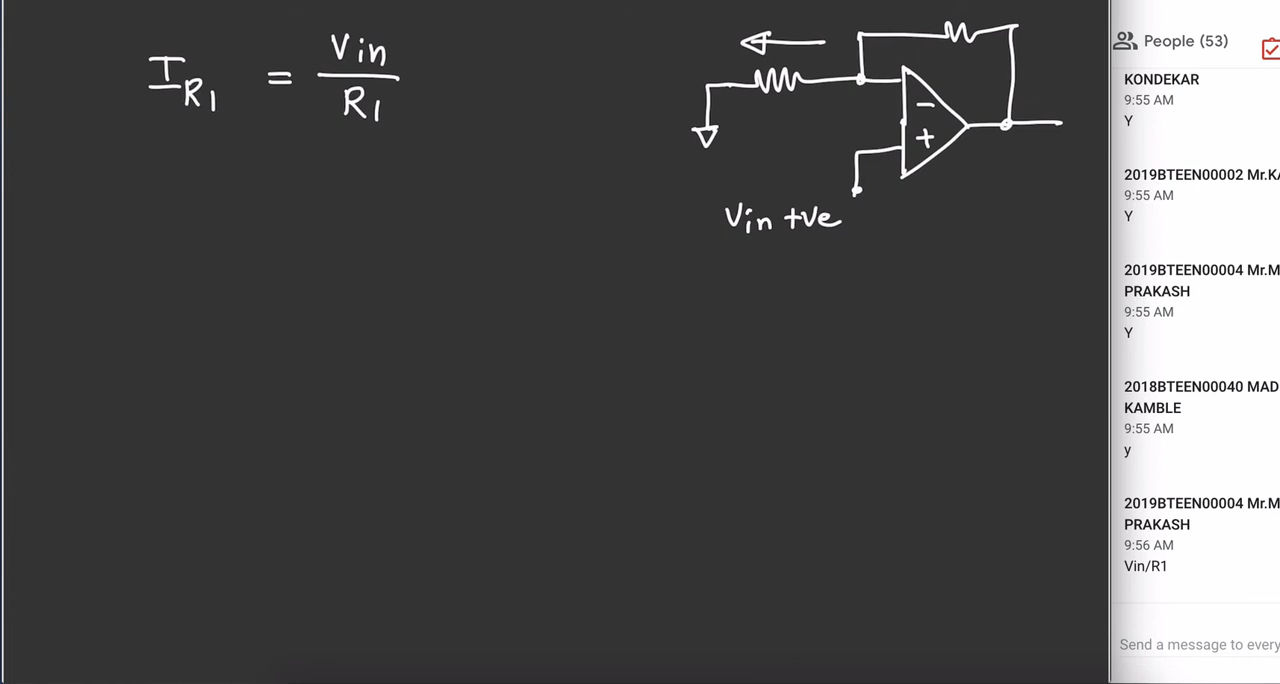 I_R1 = Vin / R1
−
+
Vin +ve
People (53)
KONDEKAR
9:55 AM
Y
2019BTEEN00002 Mr.KA
9:55 AM
Y
2019BTEEN00004 Mr.M
PRAKASH
9:55 AM
Y
2018BTEEN00040 MAD
KAMBLE
9:55 AM
y
2019BTEEN00004 Mr.M
PRAKASH
9:56 AM
Vin/R1
Send a message to every